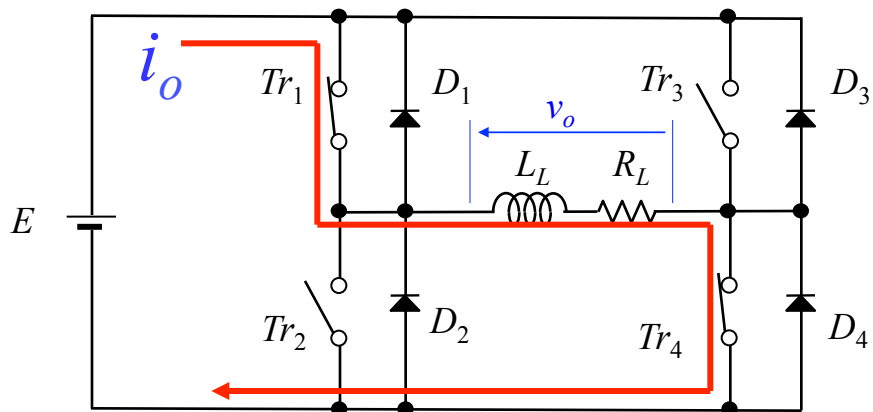 i_o
Tr_1
D_1
v_o
Tr_3
D_3
L_L
R_L
E
Tr_2
D_2
Tr_4
D_4